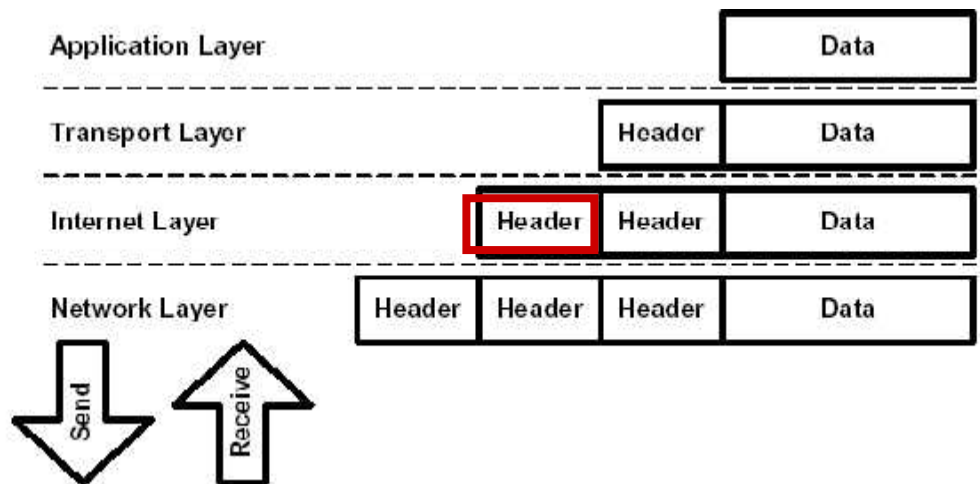 Application Layer Data
Transport Layer Header Data
Internet Layer Header Header Data
Network Layer Header Header Header Data
Send
Receive